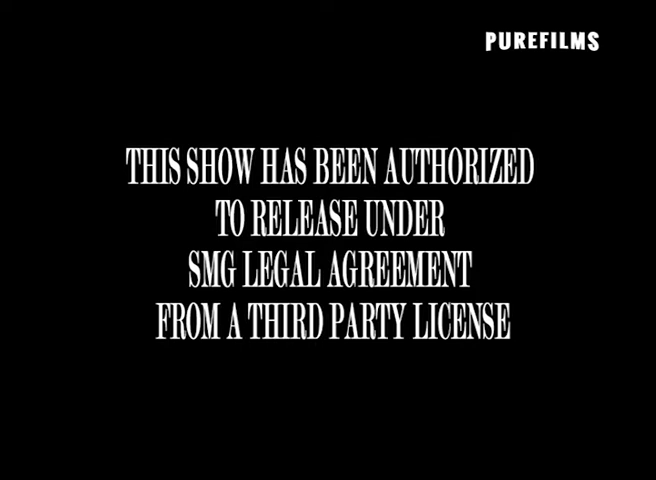 PUREFILMS
THIS SHOW HAS BEEN AUTHORIZED
TO RELEASE UNDER
SMG LEGAL AGREEMENT
FROM A THIRD PARTY LICENSE